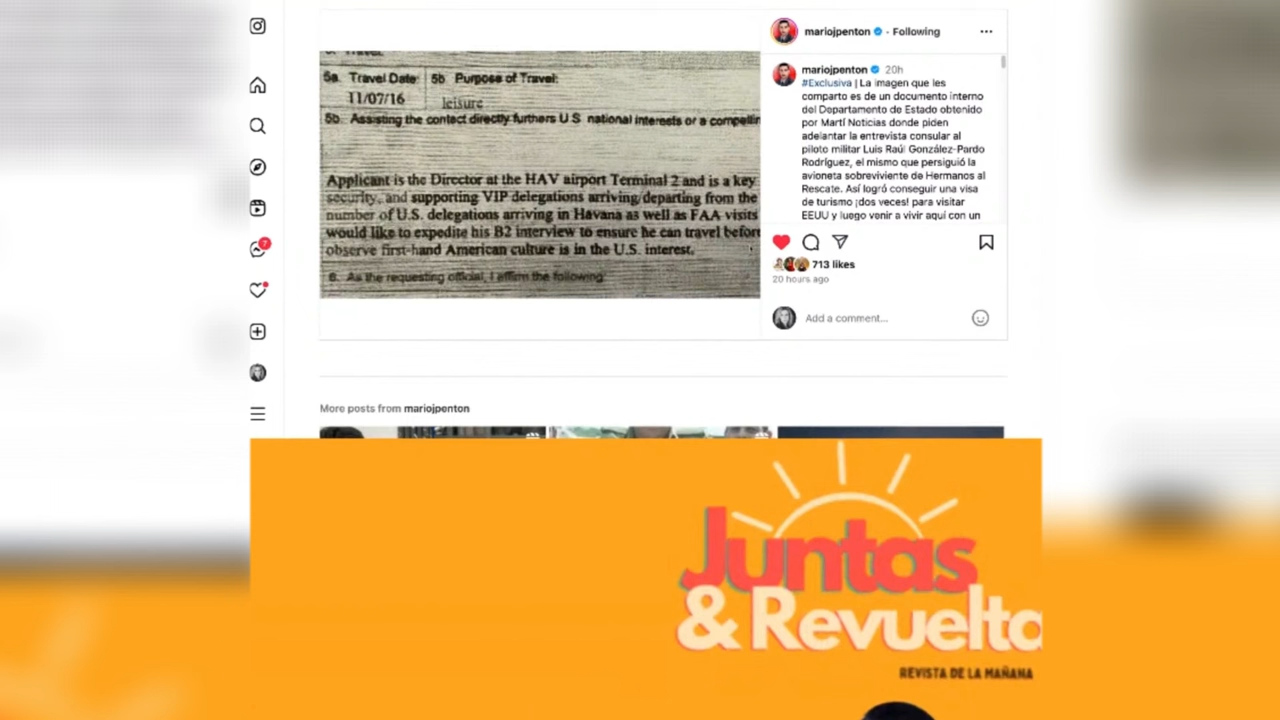 mariojpenton · Following
5. Travel:
5a. Travel Date: 5b. Purpose of Travel:
11/07/16 leisure
5b. Assisting the contact directly furthers U.S. national interests or a compellin
Applicant is the Director at the HAV airport Terminal 2 and is a key
security, and supporting VIP delegations arriving/departing from the
number of U.S. delegations arriving in Havana as well as FAA visits
would like to expedite his B2 interview to ensure he can travel before
observe first-hand American culture is in the U.S. interest.
6. As the requesting official, I affirm the following
mariojpenton 20h
#Exclusiva | La imagen que les
comparto es de un documento interno
del Departamento de Estado obtenido
por Martí Noticias donde piden
adelantar la entrevista consular al
piloto militar Luis Raúl González-Pardo
Rodríguez, el mismo que persiguió la
avioneta sobreviviente de Hermanos al
Rescate. Así logró conseguir una visa
de turismo ¡dos veces! para visitar
EEUU y luego venir a vivir aquí con un
7
713 likes
20 hours ago
Add a comment...
More posts from mariojpenton
Juntas
& Revuelta
REVISTA DE LA MAÑANA